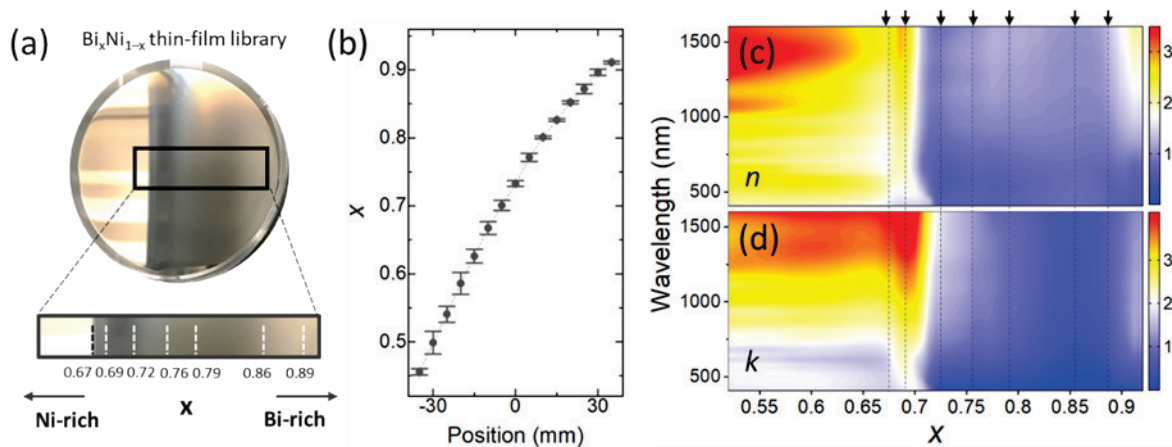 (a)
Bi_xNi_{1-x} thin-film library
0.67 0.69 0.72 0.76 0.79 0.86 0.89
Ni-rich x Bi-rich
(b)
x
0.9
0.8
0.7
0.6
0.5
-30 0 30
Position (mm)
(c)
1500
1000
500
n
3
2
1
(d)
1500
1000
500
k
3
2
1
Wavelength (nm)
0.55 0.6 0.65 0.7 0.75 0.8 0.85 0.9
x